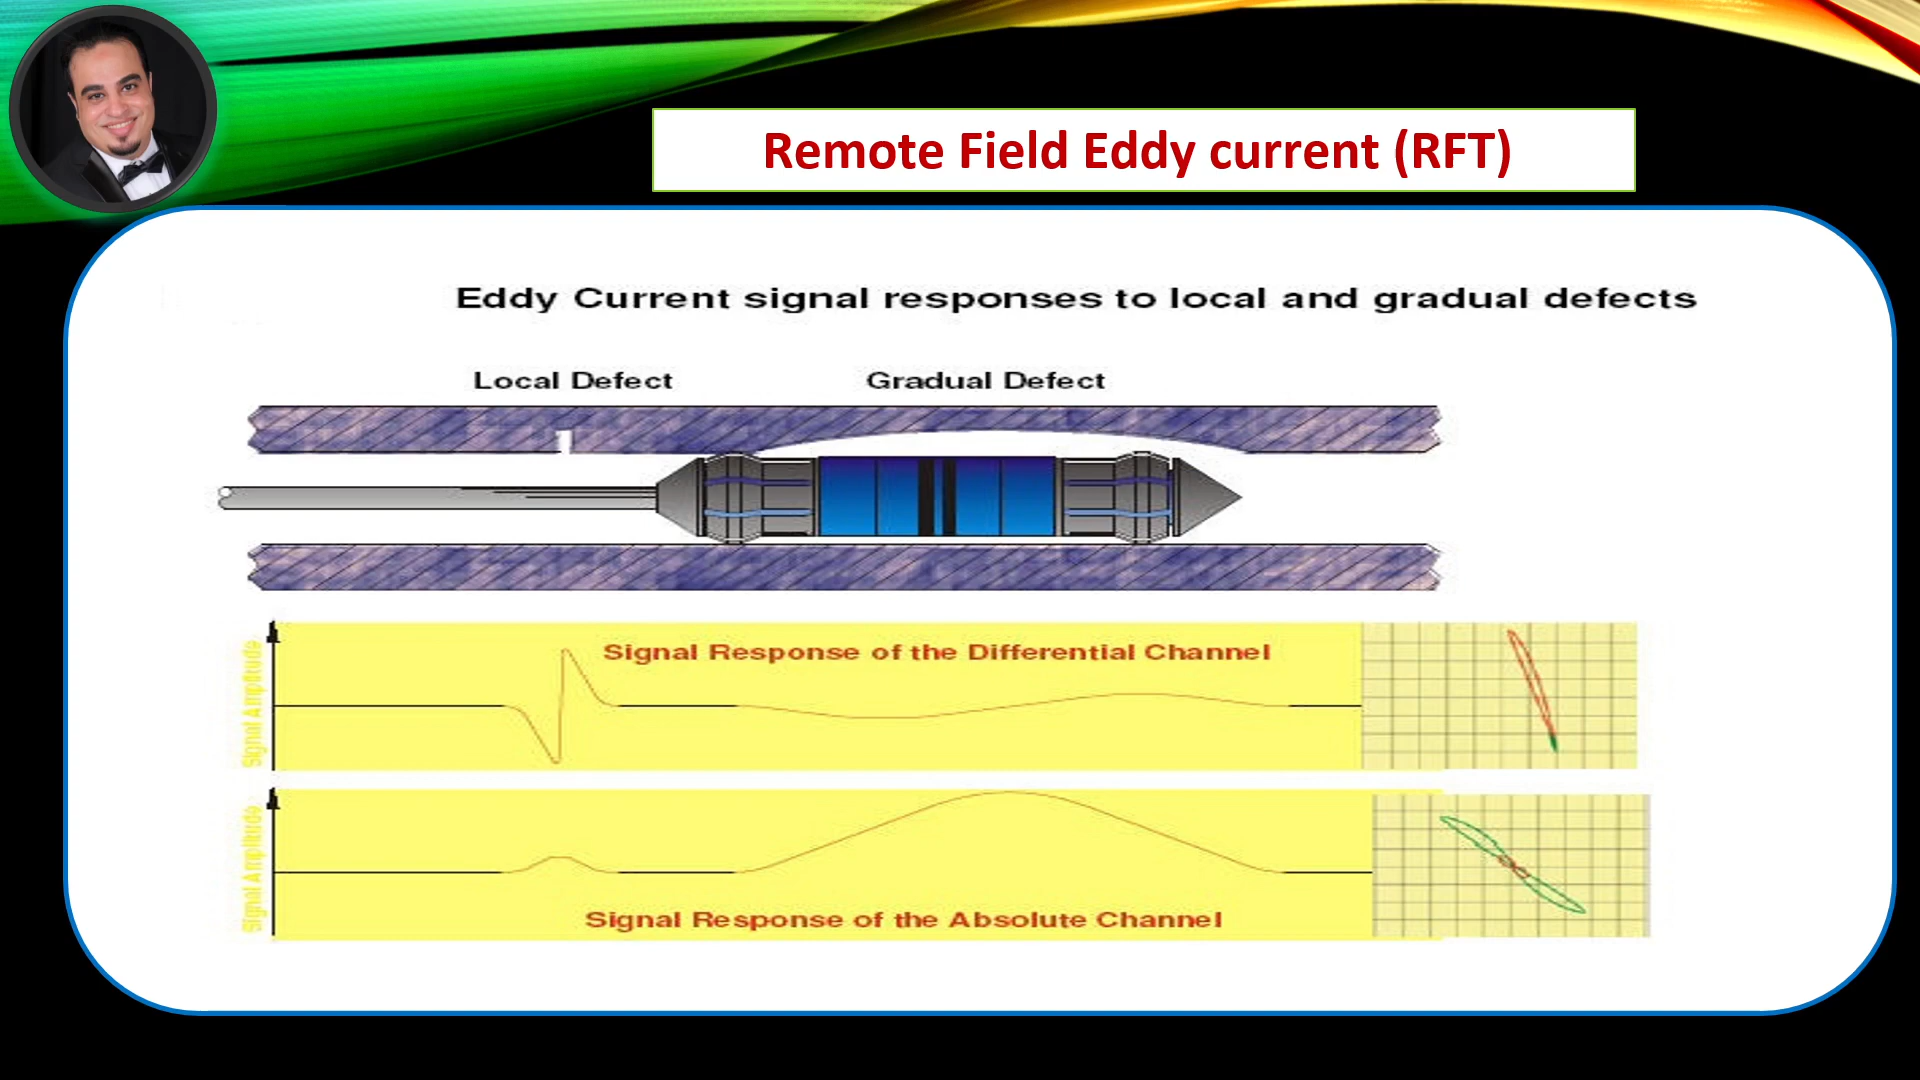 Remote Field Eddy current (RFT)
Eddy Current signal responses to local and gradual defects
Local Defect
Gradual Defect
Signal Amplitude
Signal Response of the Differential Channel
Signal Amplitude
Signal Response of the Absolute Channel